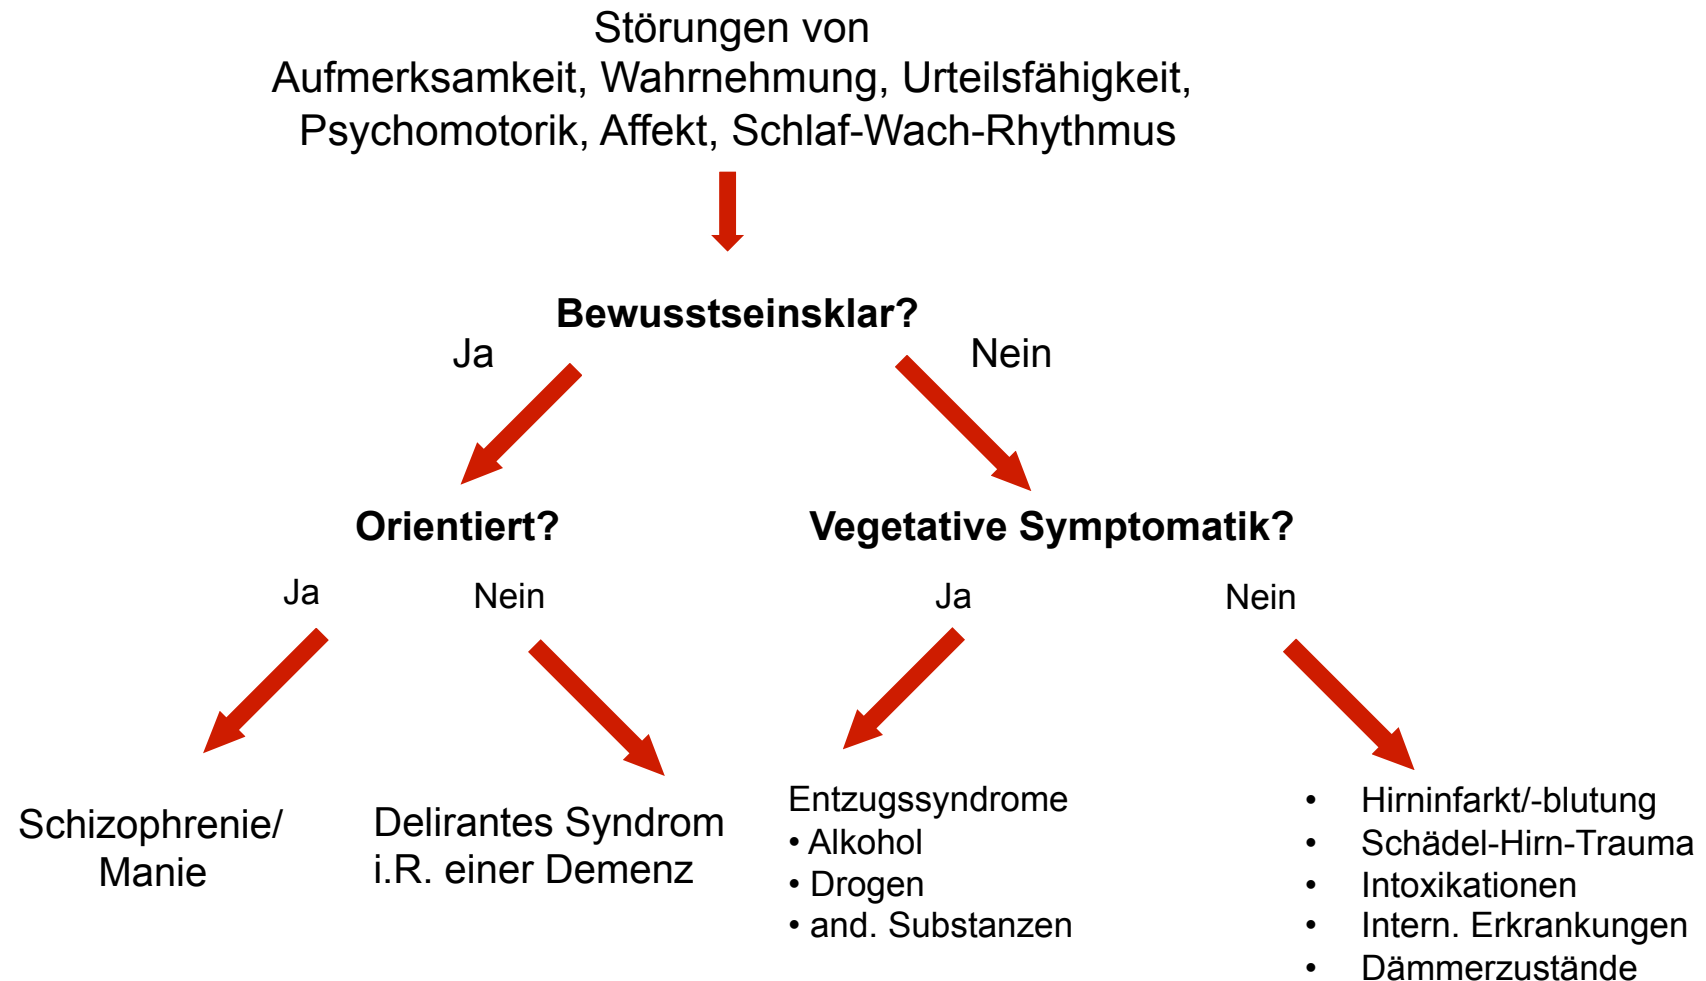 Störungen von
Aufmerksamkeit, Wahrnehmung, Urteilsfähigkeit,
Psychomotorik, Affekt, Schlaf-Wach-Rhythmus
Bewusstseinsklar?
Ja
Nein
Orientiert?
Vegetative Symptomatik?
Ja
Nein
Ja
Nein
Schizophrenie/
Manie
Delirantes Syndrom
i.R. einer Demenz
Entzugssyndrome
• Alkohol
• Drogen
• and. Substanzen
• Hirninfarkt/-blutung
• Schädel-Hirn-Trauma
• Intoxikationen
• Intern. Erkrankungen
• Dämmerzustände